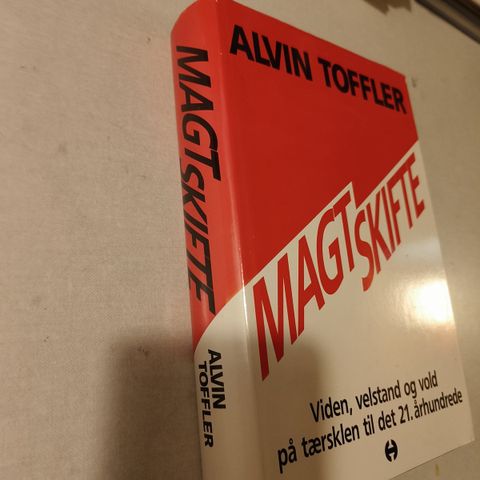 MAGTSKIFTE
ALVIN
TOFFLER
ALVIN TOFFLER
MAGTSKIFTE
Viden, velstand og vold
på tærsklen til det 21. århundrede